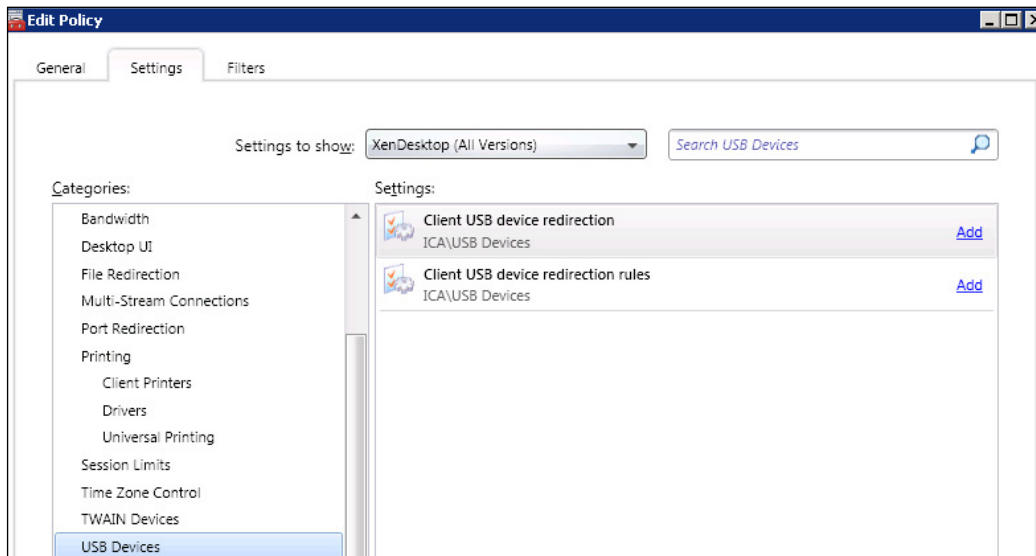 Edit Policy
General Settings Filters
Settings to show: XenDesktop (All Versions) Search USB Devices
Categories: Settings:
Bandwidth
Desktop UI
File Redirection
Multi-Stream Connections
Port Redirection
Printing
Client Printers
Drivers
Universal Printing
Session Limits
Time Zone Control
TWAIN Devices
USB Devices
Client USB device redirection
ICA\USB Devices
Add
Client USB device redirection rules
ICA\USB Devices
Add